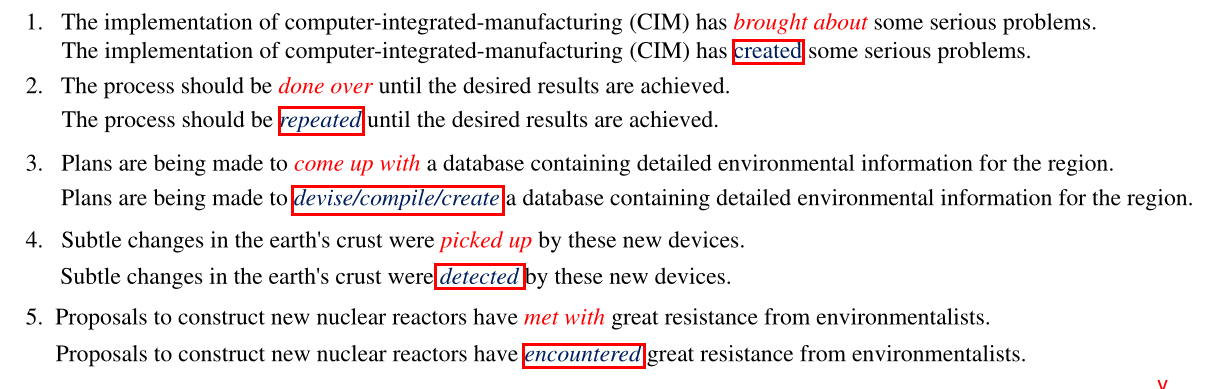 1. The implementation of computer-integrated-manufacturing (CIM) has brought about some serious problems.
The implementation of computer-integrated-manufacturing (CIM) has created some serious problems.
2. The process should be done over until the desired results are achieved.
The process should be repeated until the desired results are achieved.
3. Plans are being made to come up with a database containing detailed environmental information for the region.
Plans are being made to devise/compile/create a database containing detailed environmental information for the region.
4. Subtle changes in the earth's crust were picked up by these new devices.
Subtle changes in the earth's crust were detected by these new devices.
5. Proposals to construct new nuclear reactors have met with great resistance from environmentalists.
Proposals to construct new nuclear reactors have encountered great resistance from environmentalists.